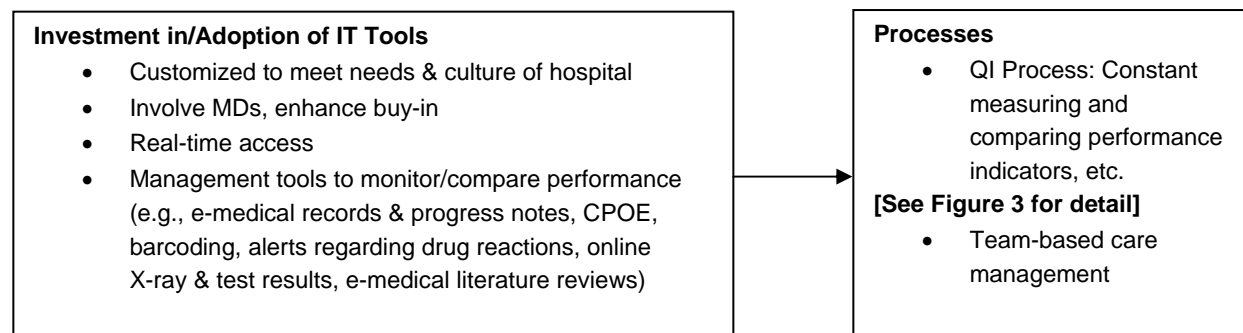 Investment in/Adoption of IT Tools
• Customized to meet needs & culture of hospital
• Involve MDs, enhance buy-in
• Real-time access
• Management tools to monitor/compare performance
(e.g., e-medical records & progress notes, CPOE,
barcoding, alerts regarding drug reactions, online
X-ray & test results, e-medical literature reviews)
Processes
• QI Process: Constant
measuring and
comparing performance
indicators, etc.
[See Figure 3 for detail]
• Team-based care
management